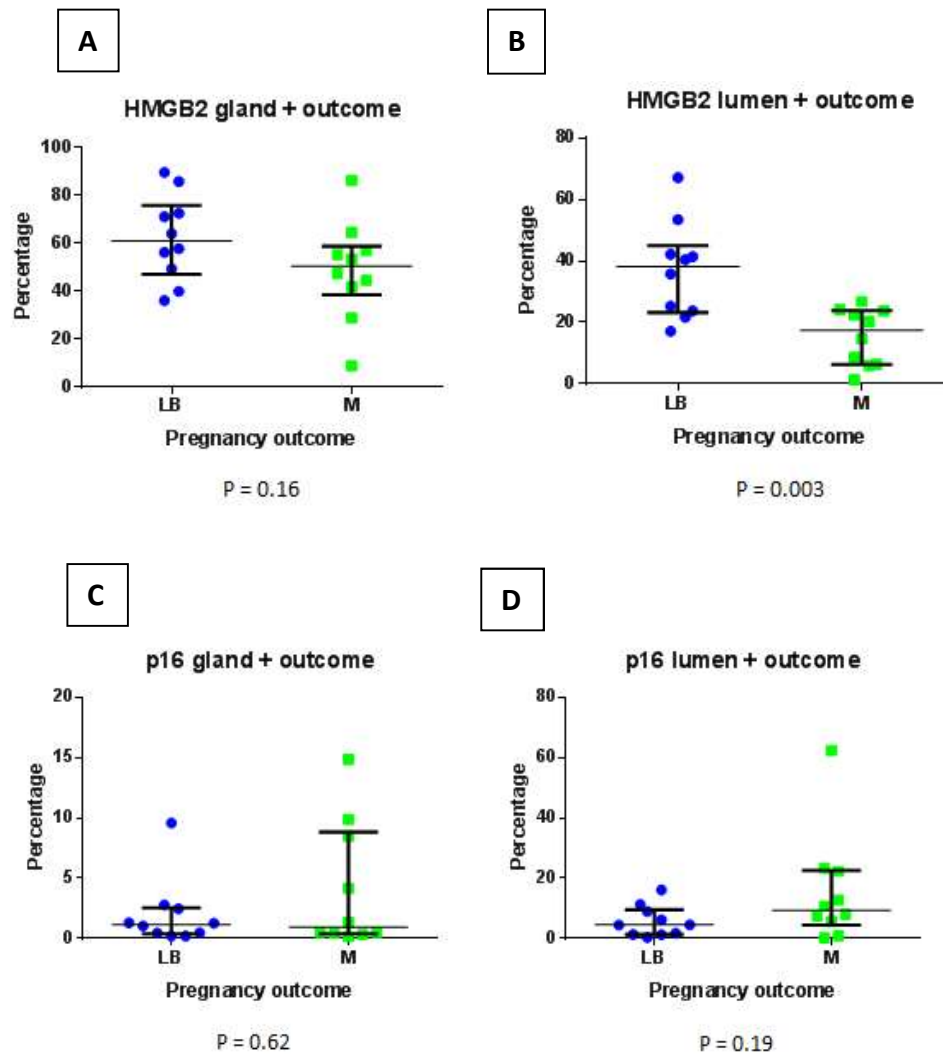 A
HMGB2 gland + outcome
100
80
60
40
20
0
Percentage
LB M
Pregnancy outcome
P = 0.16
B
HMGB2 lumen + outcome
80
60
40
20
0
Percentage
LB M
Pregnancy outcome
P = 0.003
C
p16 gland + outcome
20
15
10
5
0
Percentage
LB M
Pregnancy outcome
P = 0.62
D
p16 lumen + outcome
80
60
40
20
0
Percentage
LB M
Pregnancy outcome
P = 0.19